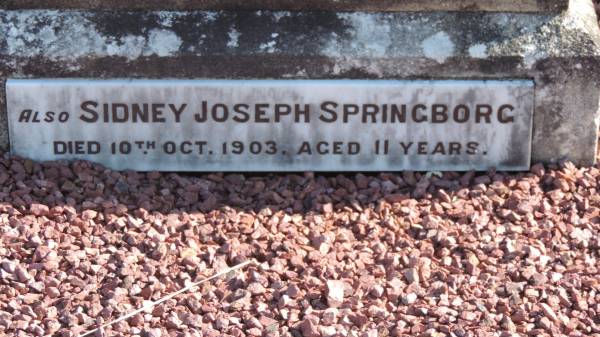 ALSO SIDNEY JOSEPH SPRINGBORG
DIED 10TH OCT. 1903. AGED 11 YEARS.